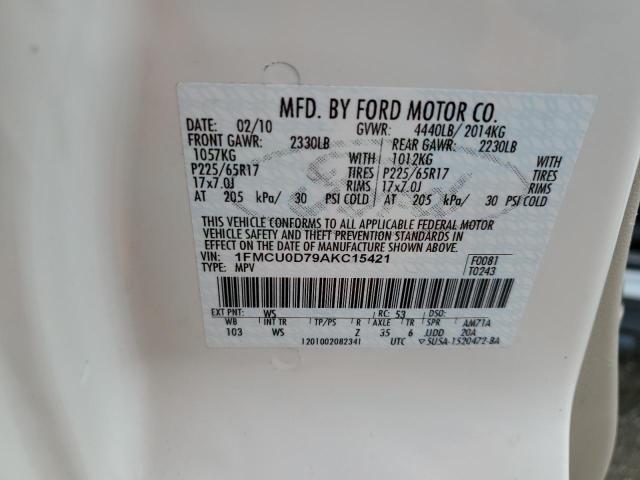 MFD. BY FORD MOTOR CO.
DATE: 02/10 GVWR: 4440LB/ 2014KG
FRONT GAWR: 2330LB REAR GAWR: 2230LB
1057KG WITH 1012KG WITH
P225/65R17 TIRES P225/65R17 TIRES
17x7.0J RIMS 17x7.0J RIMS
AT 205 kPa/ 30 PSI COLD AT 205 kPa/ 30 PSI COLD
THIS VEHICLE CONFORMS TO ALL APPLICABLE FEDERAL MOTOR
VEHICLE SAFETY AND THEFT PREVENTION STANDARDS IN
EFFECT ON THE DATE OF MANUFACTURE SHOWN ABOVE.
VIN: 1FMCU0D79AKC15421 F0081
TYPE: MPV T0243
EXT PNT: WS RC: 53 DSO:
WB INT TR TP/PS R AXLE TR SPR AM71A
103 WS Z 35 6 JJDD 20A
1201002082341 UTC ▽5U5A-1520472-BA